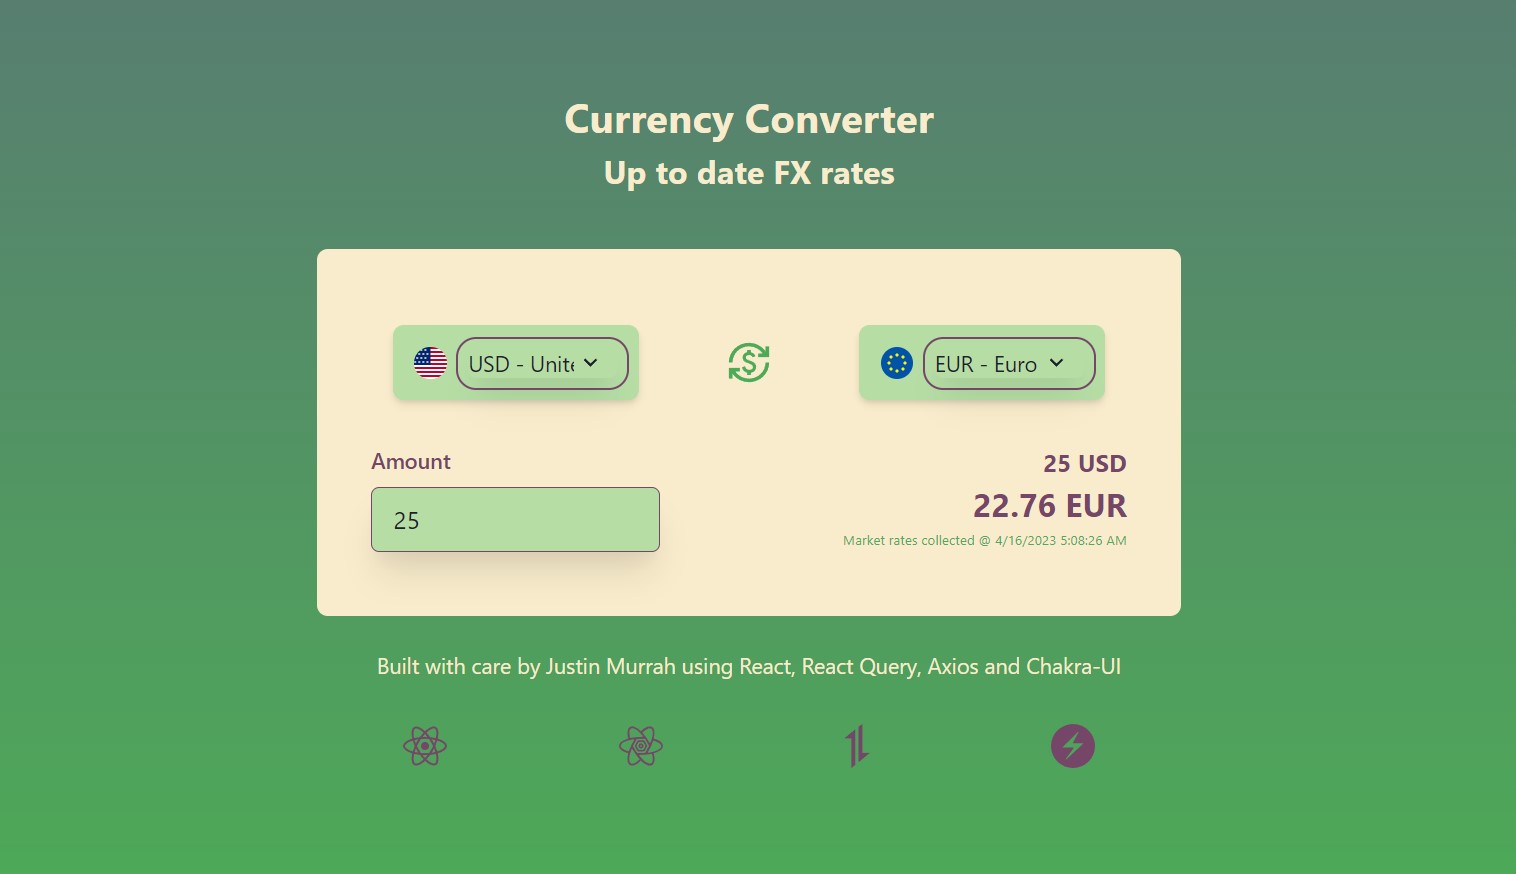 Currency Converter
Up to date FX rates
USD - Unite
EUR - Euro
Amount
25
25 USD
22.76 EUR
Market rates collected @ 4/16/2023 5:08:26 AM
Built with care by Justin Murrah using React, React Query, Axios and Chakra-UI